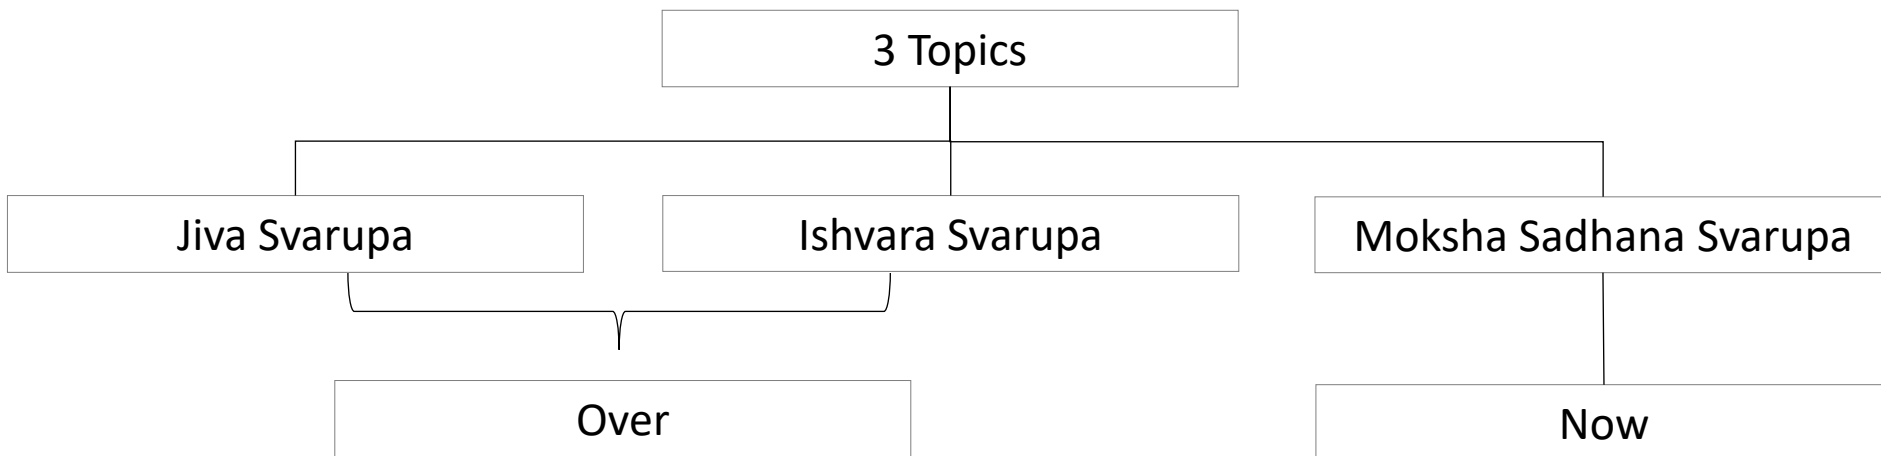 3 Topics
Jiva Svarupa
Ishvara Svarupa
Moksha Sadhana Svarupa
Over
Now